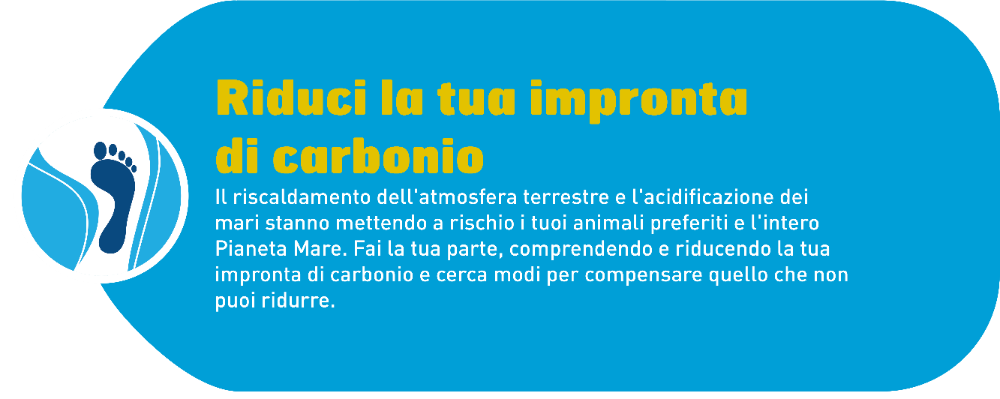 Riduci la tua impronta
di carbonio
Il riscaldamento dell'atmosfera terrestre e l'acidificazione dei
mari stanno mettendo a rischio i tuoi animali preferiti e l'intero
Pianeta Mare. Fai la tua parte, comprendendo e riducendo la tua
impronta di carbonio e cerca modi per compensare quello che non
puoi ridurre.